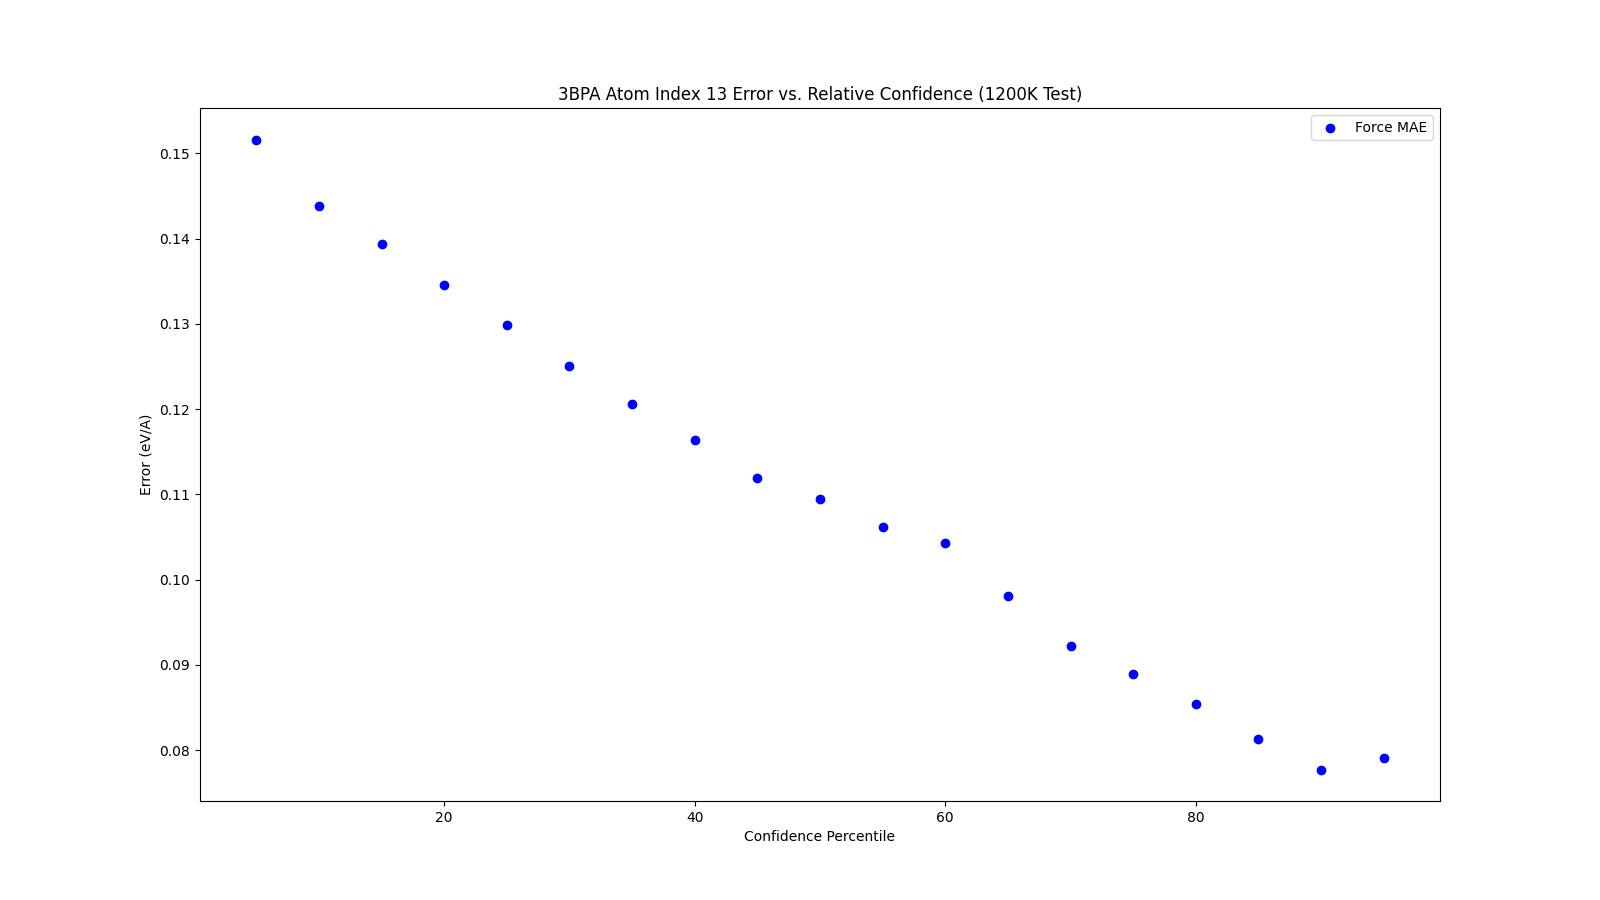 3BPA Atom Index 13 Error vs. Relative Confidence (1200K Test)
Force MAE
0.15
0.14
0.13
0.12
0.11
0.10
0.09
0.08
Error (eV/A)
20 40 60 80
Confidence Percentile